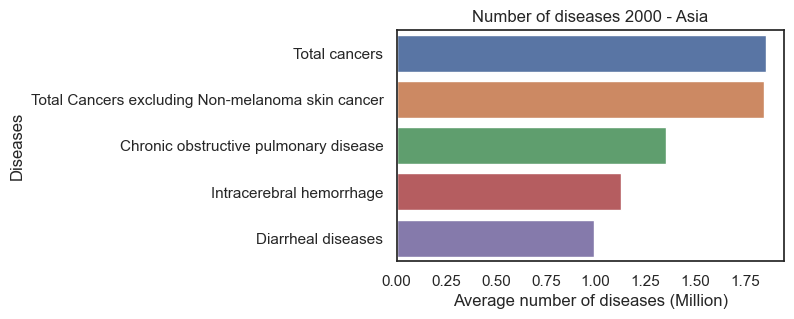 Number of diseases 2000 - Asia
Diseases
Total cancers
Total Cancers excluding Non-melanoma skin cancer
Chronic obstructive pulmonary disease
Intracerebral hemorrhage
Diarrheal diseases
0.00 0.25 0.50 0.75 1.00 1.25 1.50 1.75
Average number of diseases (Million)